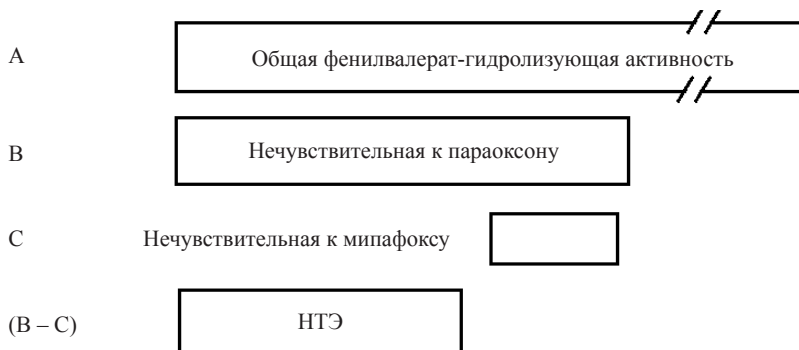 A Общая фенилвалерат-гидролизующая активность
B Нечувствительная к параоксону
C Нечувствительная к мипафоксу
(B – C) НТЭ